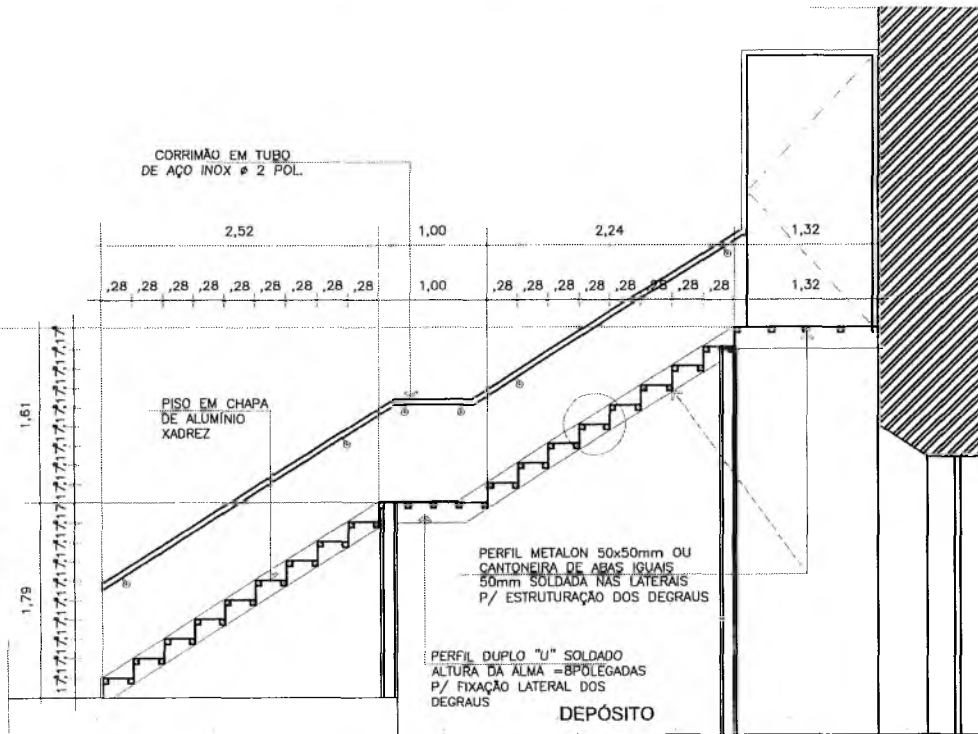 CORRIMÃO EM TUBO
DE AÇO INOX ø 2 POL.
2,52 1,00 2,24 1,32
,28 ,28 ,28 ,28 ,28 ,28 ,28 ,28 ,28 1,00 ,28 ,28 ,28 ,28 ,28 ,28 ,28 ,28 1,32
1,61
PISO EM CHAPA
DE ALUMÍNIO
XADREZ
1,79
PERFIL METALON 50x50mm OU
CANTONEIRA DE ABAS IGUAIS
50mm SOLDADA NAS LATERAIS
P/ ESTRUTURAÇÃO DOS DEGRAUS
PERFIL DUPLO "U" SOLDADO
ALTURA DA ALMA =8POLEGADAS
P/ FIXAÇÃO LATERAL DOS
DEGRAUS
DEPÓSITO